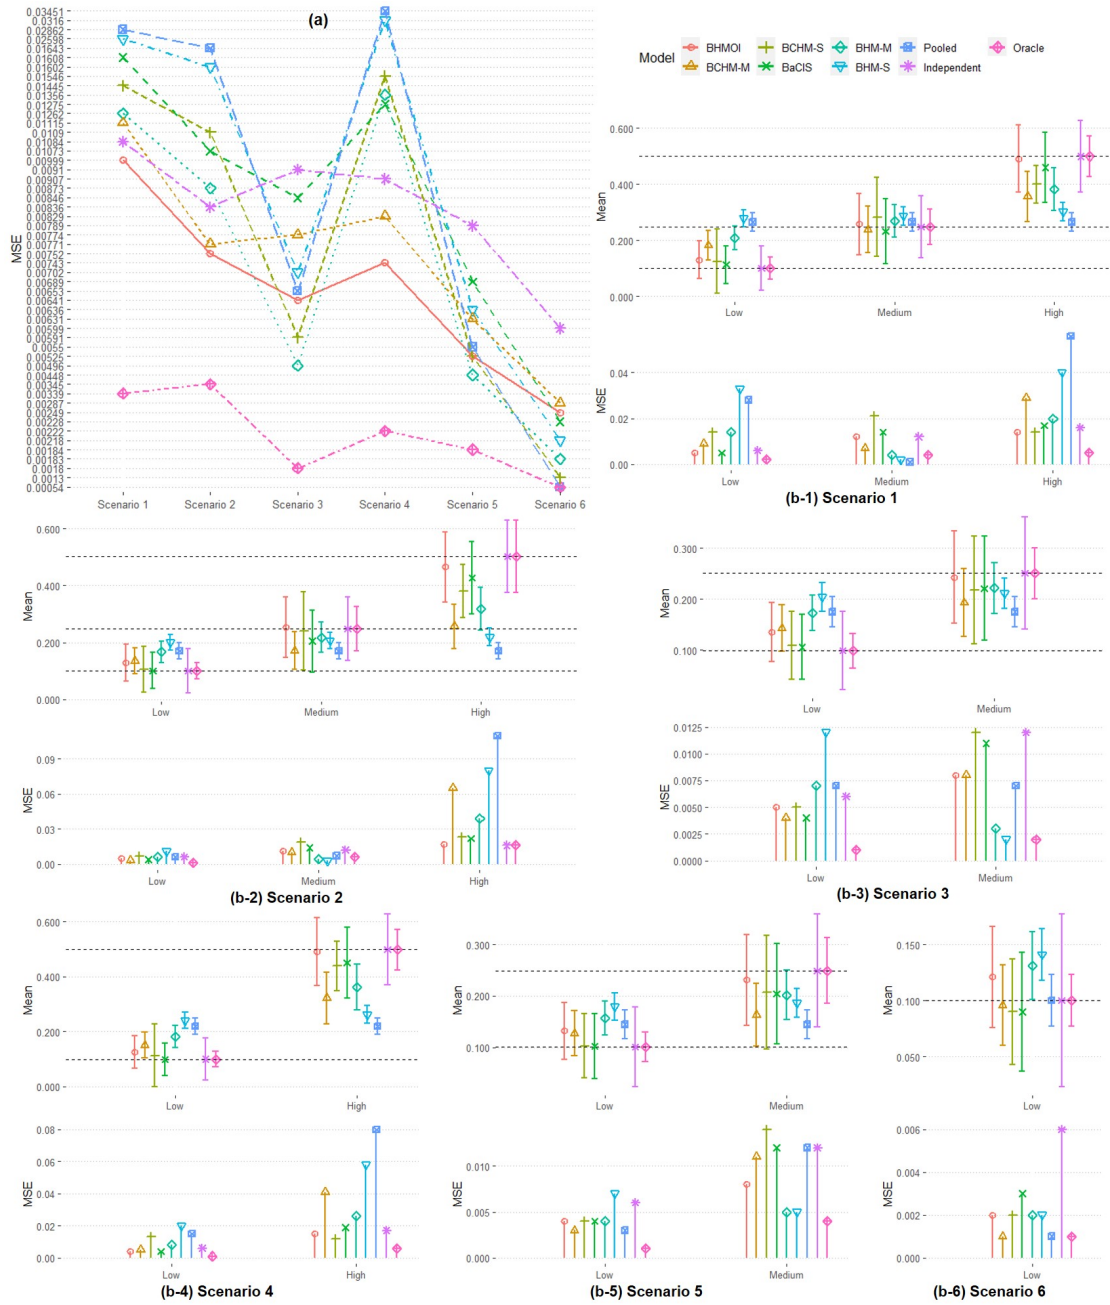 (a)
0.03451
0.0316
0.02862
0.02598
0.01643
0.01608
0.01602
0.01546
0.01445
0.01356
0.01275
0.01262
0.01115
0.0109
0.01084
0.01073
0.00999
0.0091
0.00907
0.00873
0.00846
0.00836
0.00829
0.00774
0.00771
0.00752
0.00743
0.00702
0.00689
0.00653
0.00641
0.00636
0.00631
0.00599
0.00591
0.0055
0.00525
0.00496
0.00448
0.00345
0.00339
0.00287
0.00249
0.00228
0.00222
0.00218
0.00184
0.00183
0.0018
0.0013
0.00054
MSE
Scenario 1 Scenario 2 Scenario 3 Scenario 4 Scenario 5 Scenario 6
Model
BHMOI BCHM-S BHM-M Pooled Oracle
BCHM-M BaCIS BHM-S Independent
Mean
0.600
0.400
0.200
0.000
Low Medium High
MSE
0.04
0.02
0.00
Low Medium High
(b-1) Scenario 1
Mean
0.600
0.400
0.200
0.000
Low Medium High
MSE
0.09
0.06
0.03
0.00
Low Medium High
(b-2) Scenario 2
Mean
0.300
0.200
0.100
Low Medium
MSE
0.0125
0.0100
0.0075
0.0050
0.0025
0.0000
Low Medium
(b-3) Scenario 3
Mean
0.600
0.400
0.200
0.000
Low High
MSE
0.08
0.06
0.04
0.02
0.00
Low High
(b-4) Scenario 4
Mean
0.300
0.200
0.100
Low Medium
MSE
0.010
0.005
0.000
Low Medium
(b-5) Scenario 5
Mean
0.150
0.100
0.050
Low
MSE
0.006
0.004
0.002
0.000
Low
(b-6) Scenario 6